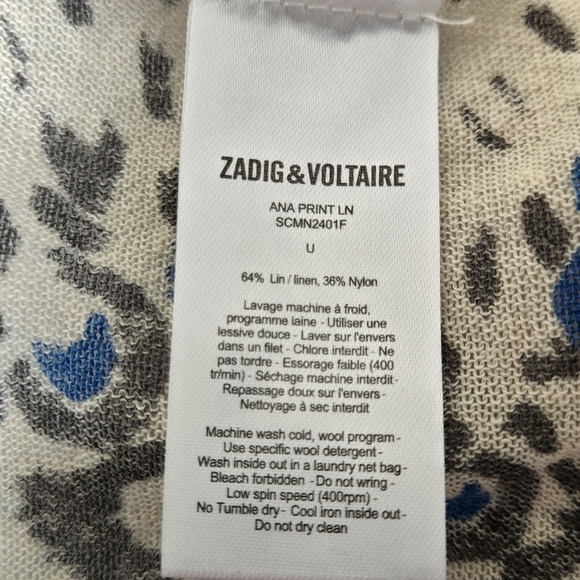 ZADIG&VOLTAIRE
ANA PRINT LN
SCMN2401F
U
64% Lin / linen, 36% Nylon
Lavage machine à froid,
programme laine - Utiliser une
lessive douce - Laver sur l'envers
dans un filet - Chlore interdit - Ne
pas tordre - Essorage faible (400
tr/min) - Séchage machine interdit -
Repassage doux sur l'envers -
Nettoyage à sec interdit
Machine wash cold, wool program -
Use specific wool detergent -
Wash inside out in a laundry net bag -
Bleach forbidden - Do not wring -
Low spin speed (400rpm) -
No Tumble dry - Cool iron inside out -
Do not dry clean